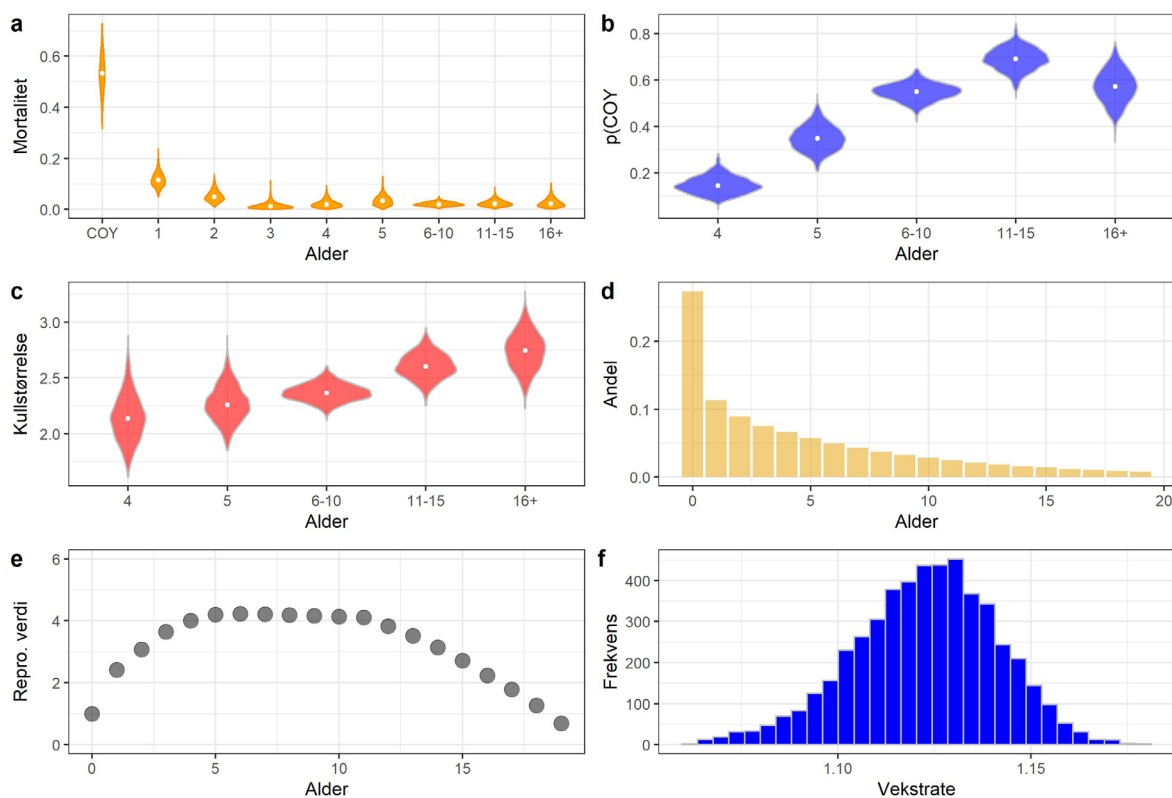 a
Mortalitet
0.6
0.4
0.2
0.0
COY 1 2 3 4 5 6-10 11-15 16+
Alder
b
p(COY
0.8
0.6
0.4
0.2
4 5 6-10 11-15 16+
Alder
c
Kullstørrelse
3.0
2.5
2.0
4 5 6-10 11-15 16+
Alder
d
Andel
0.2
0.1
0.0
0 5 10 15 20
Alder
e
Repro. verdi
6
4
2
0
0 5 10 15
Alder
f
Frekvens
400
300
200
100
0
1.10 1.15
Vekstrate